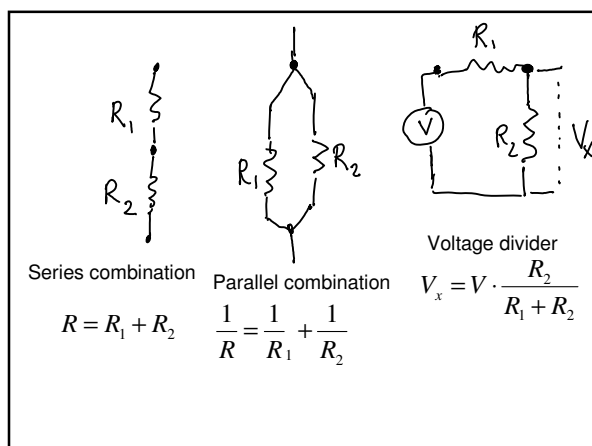 R₁
R₂
Series combination
R = R₁ + R₂
R₁
R₂
Parallel combination
1/R = 1/R₁ + 1/R₂
R₁
V
R₂
Vₓ
Voltage divider
Vₓ = V · R₂/(R₁ + R₂)